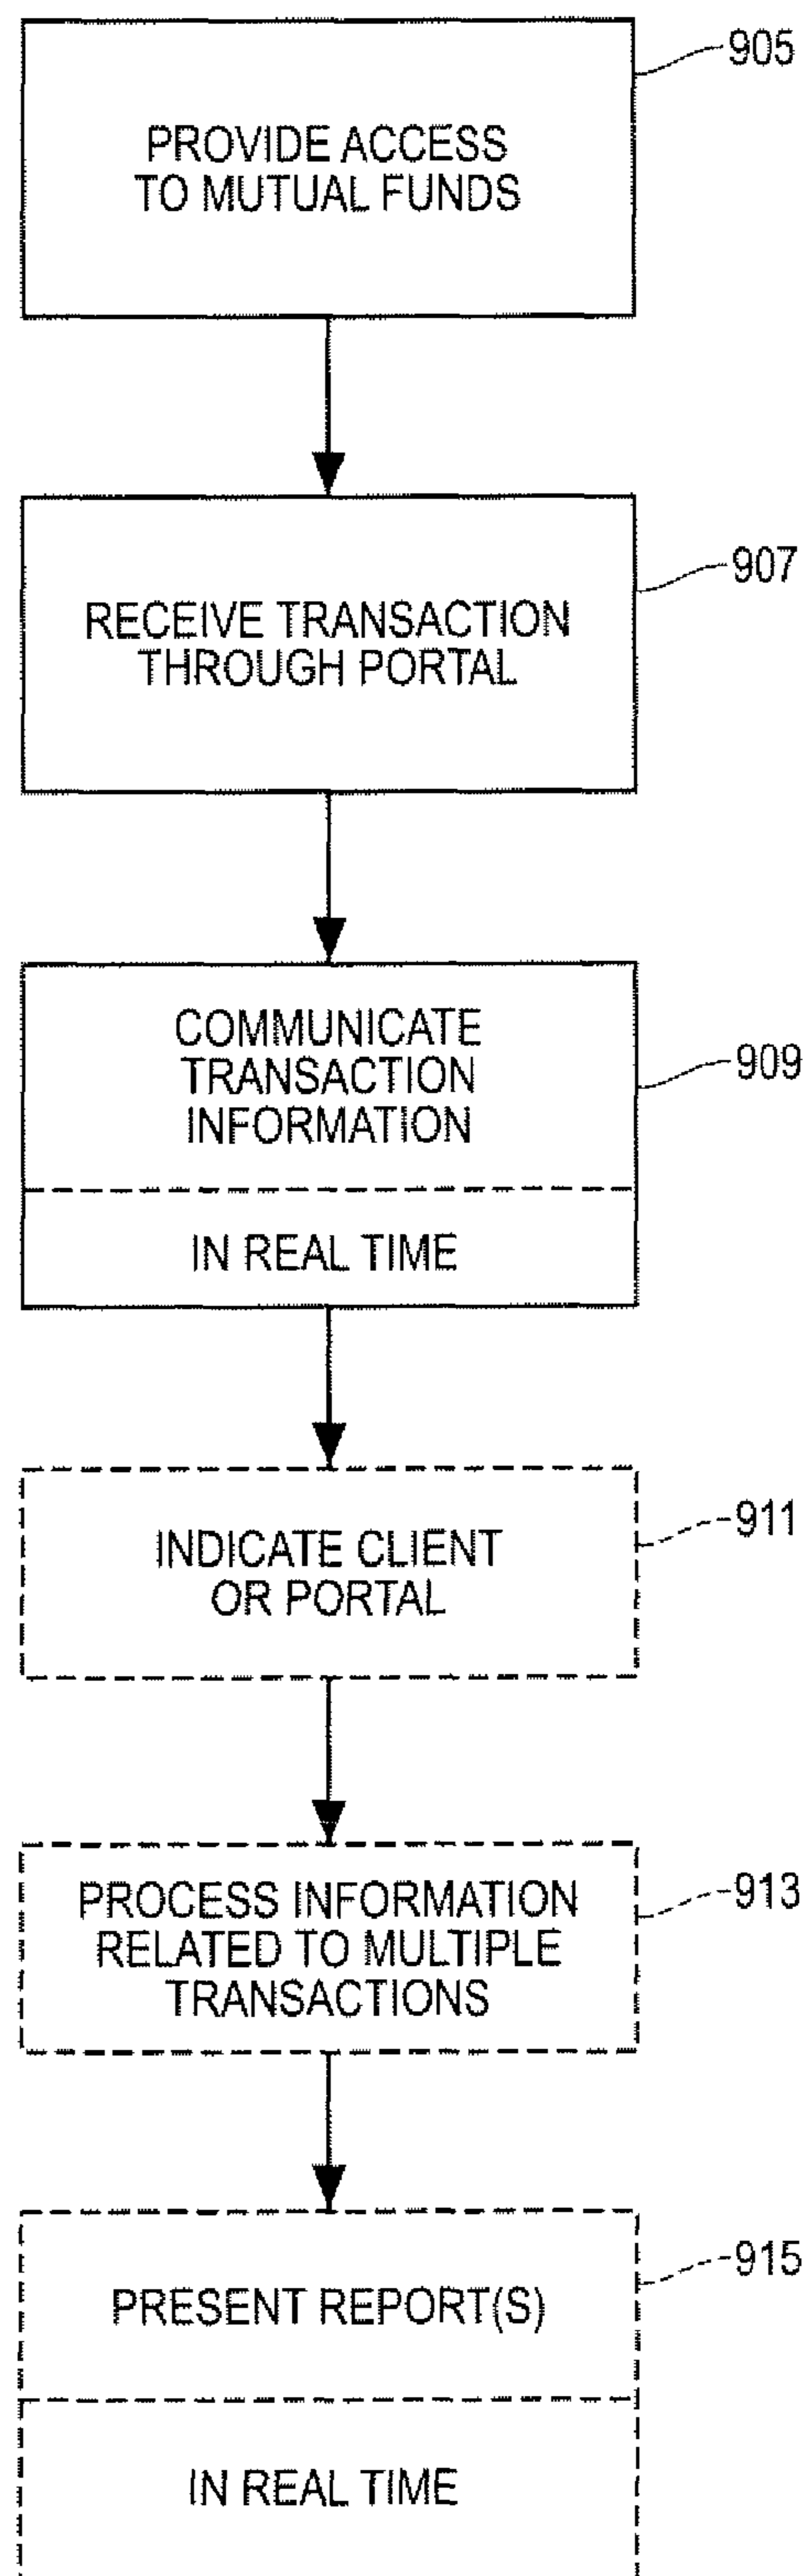 905
PROVIDE ACCESS
TO MUTUAL FUNDS
907
RECEIVE TRANSACTION
THROUGH PORTAL
COMMUNICATE
TRANSACTION
INFORMATION
909
IN REAL TIME
911
INDICATE CLIENT
OR PORTAL
913
PROCESS INFORMATION
RELATED TO MULTIPLE
TRANSACTIONS
915
PRESENT REPORT(S)
IN REAL TIME